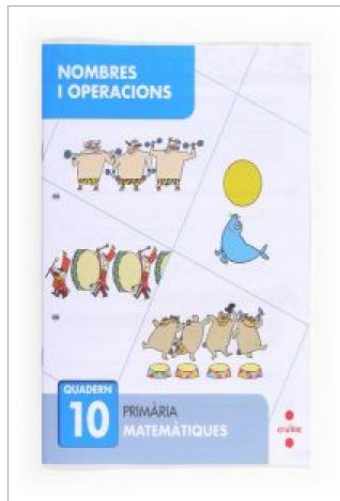 NOMBRES
I OPERACIONS
QUADERN
10
PRIMÀRIA
MATEMÀTIQUES
cruïlla